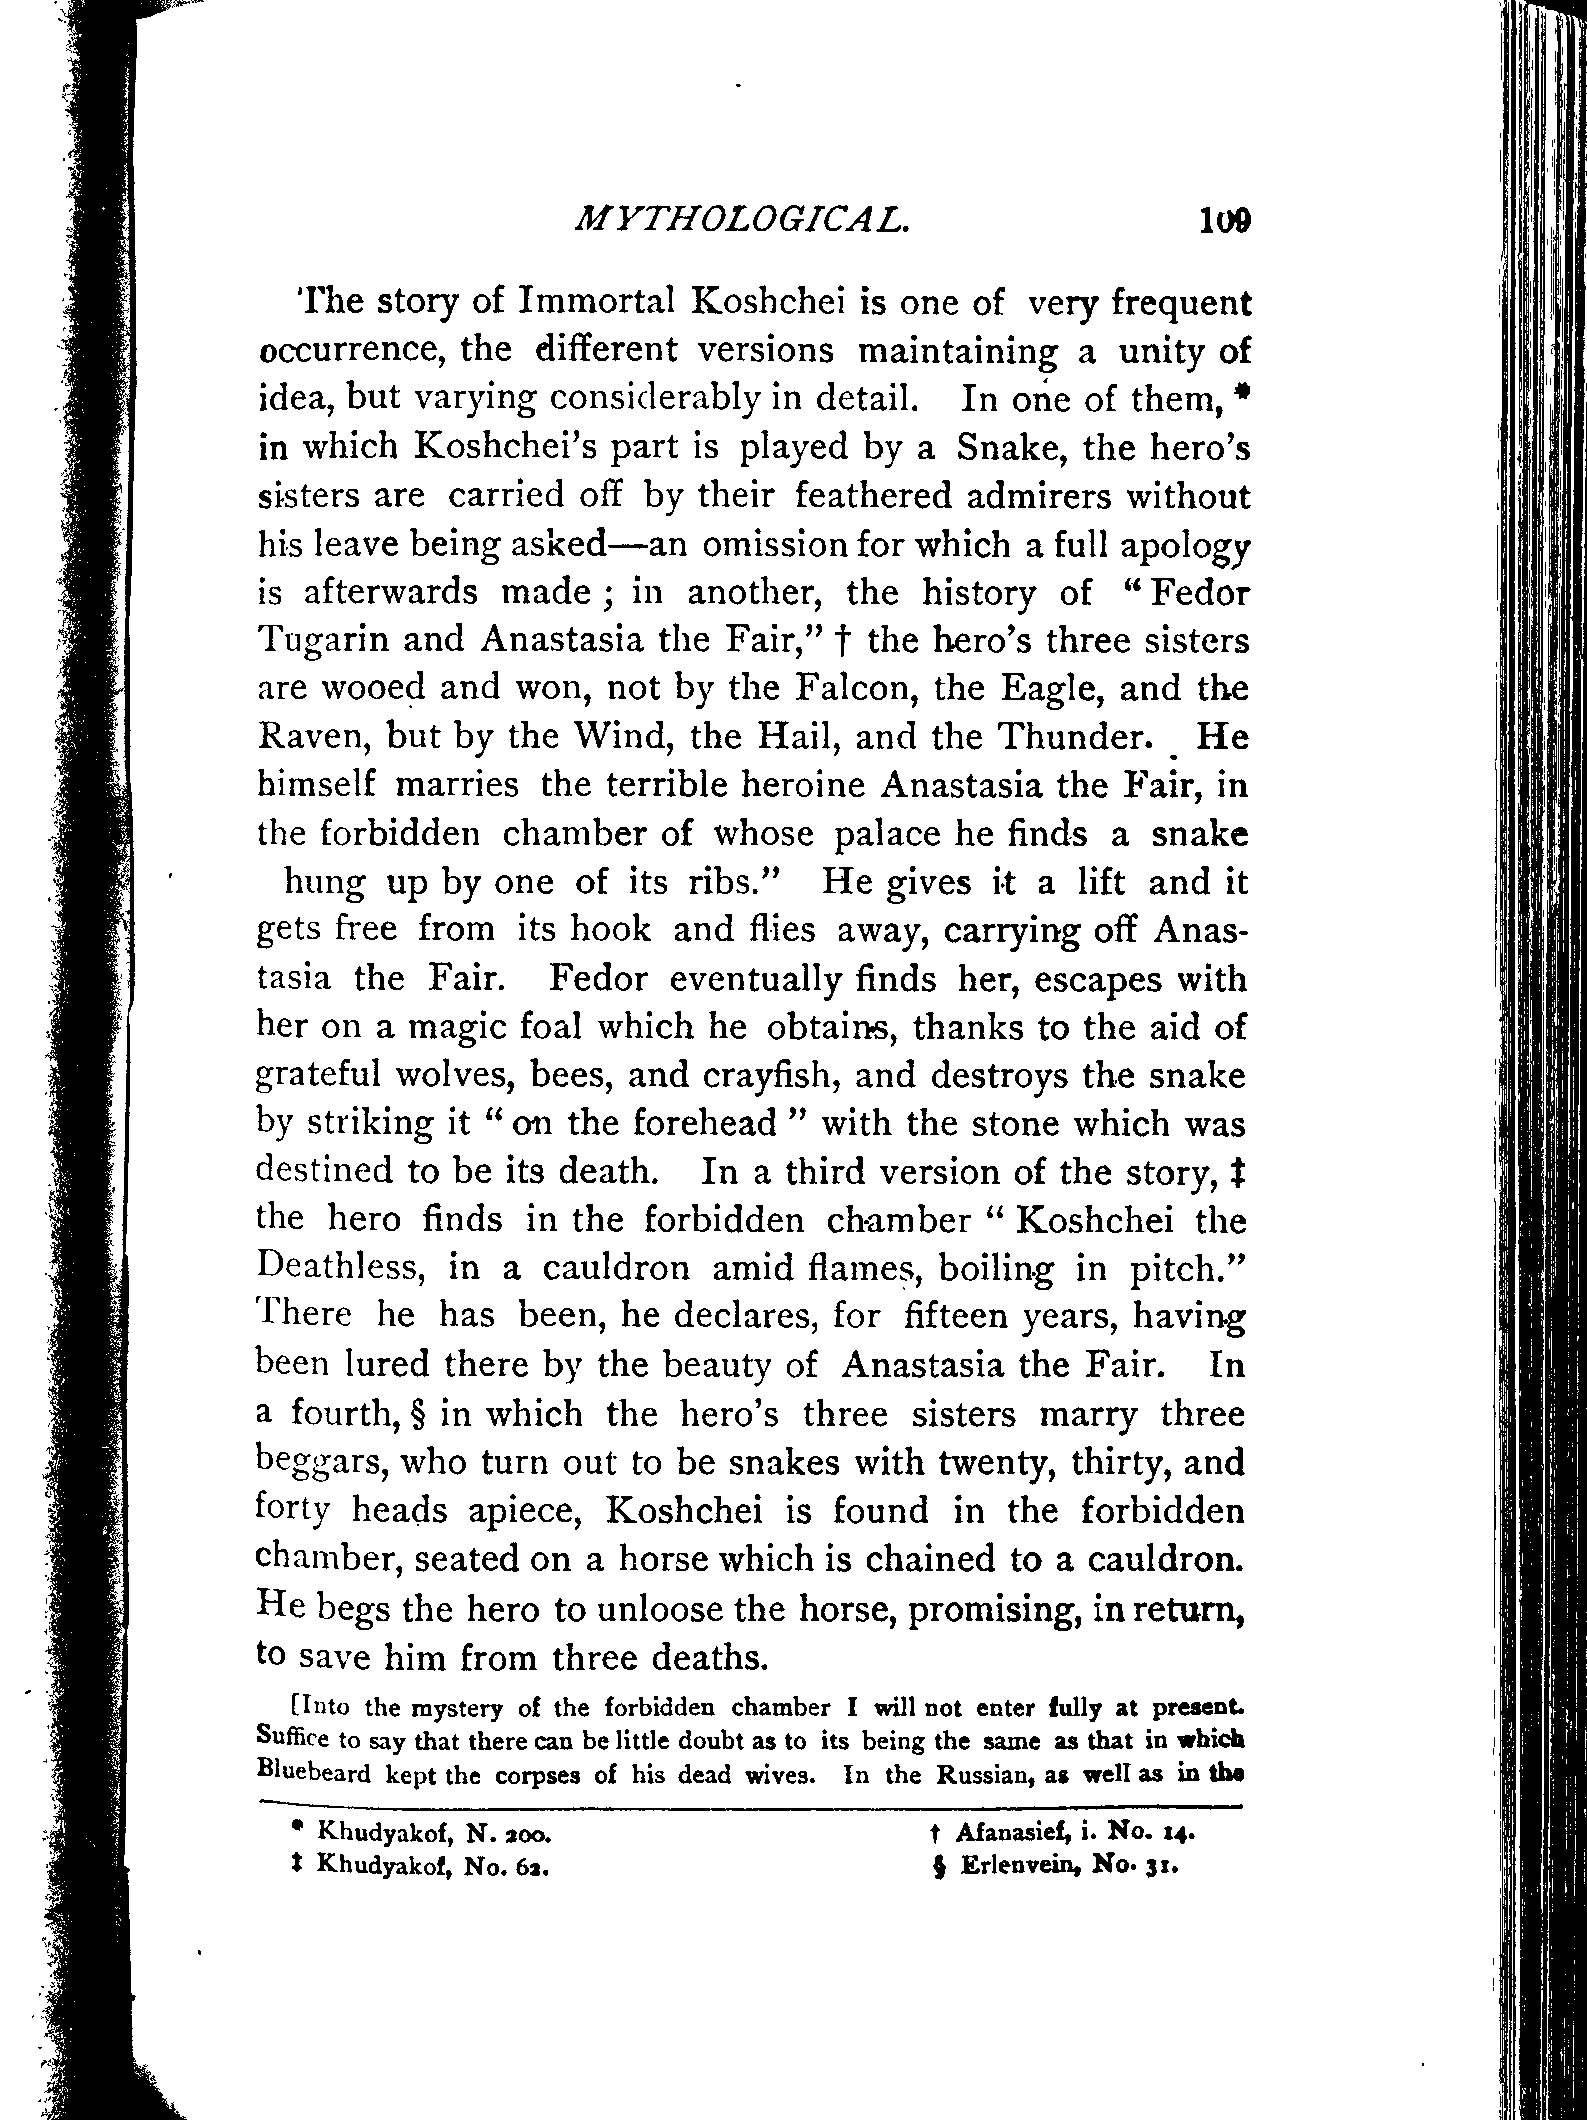 MYTHOLOGICAL. 109
The story of Immortal Koshchei is one of very frequent
occurrence, the different versions maintaining a unity of
idea, but varying considerably in detail. In one of them, *
in which Koshchei's part is played by a Snake, the hero's
sisters are carried off by their feathered admirers without
his leave being asked—an omission for which a full apology
is afterwards made ; in another, the history of “ Fedor
Tugarin and Anastasia the Fair,” † the hero's three sisters
are wooed and won, not by the Falcon, the Eagle, and the
Raven, but by the Wind, the Hail, and the Thunder. He
himself marries the terrible heroine Anastasia the Fair, in
the forbidden chamber of whose palace he finds a snake
hung up by one of its ribs.” He gives it a lift and it
gets free from its hook and flies away, carrying off Anas-
tasia the Fair. Fedor eventually finds her, escapes with
her on a magic foal which he obtains, thanks to the aid of
grateful wolves, bees, and crayfish, and destroys the snake
by striking it “ on the forehead ” with the stone which was
destined to be its death. In a third version of the story, ‡
the hero finds in the forbidden chamber “ Koshchei the
Deathless, in a cauldron amid flames, boiling in pitch.”
There he has been, he declares, for fifteen years, having
been lured there by the beauty of Anastasia the Fair. In
a fourth, § in which the hero's three sisters marry three
beggars, who turn out to be snakes with twenty, thirty, and
forty heads apiece, Koshchei is found in the forbidden
chamber, seated on a horse which is chained to a cauldron.
He begs the hero to unloose the horse, promising, in return,
to save him from three deaths.
[Into the mystery of the forbidden chamber I will not enter fully at present.
Suffice to say that there can be little doubt as to its being the same as that in which
Bluebeard kept the corpses of his dead wives. In the Russian, as well as in the
* Khudyakof, N. 200. † Afanasief, i. No. 14.
‡ Khudyakof, No. 62. § Erlenvein, No. 31.